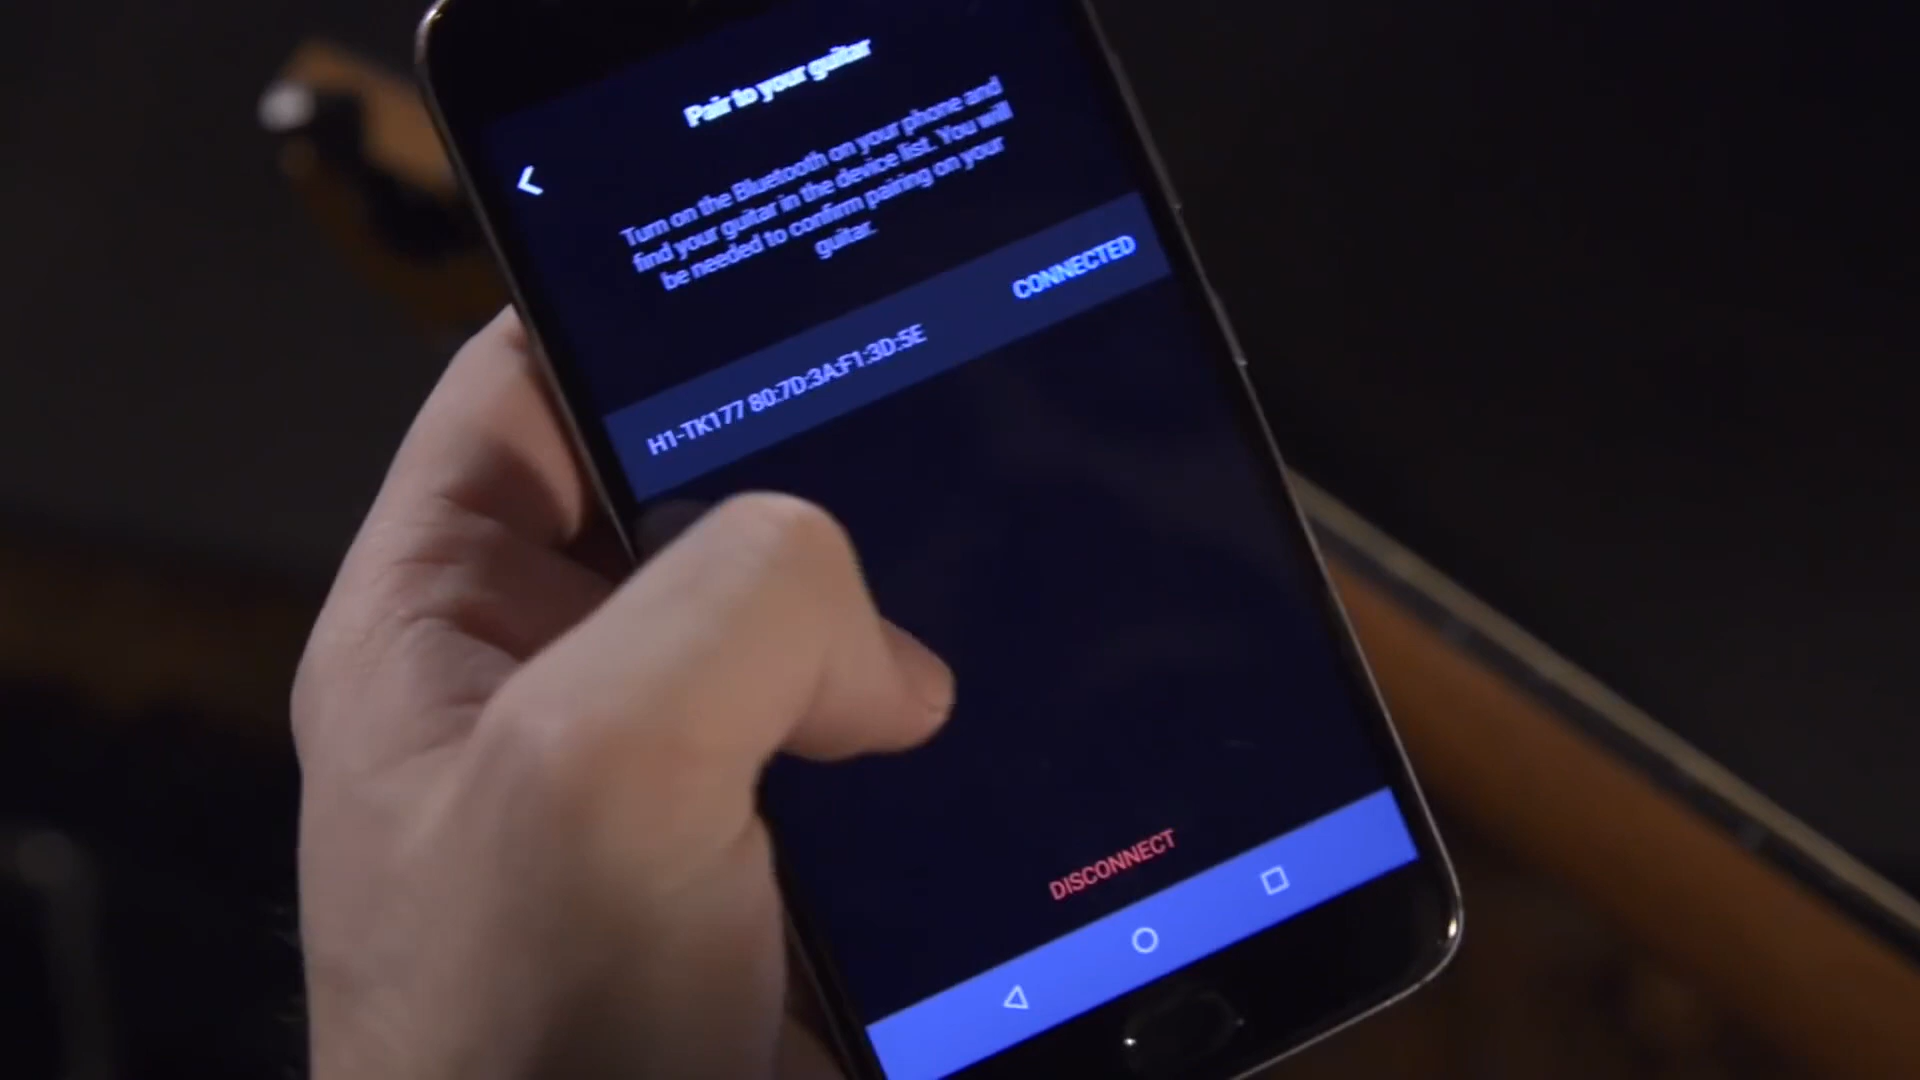 Pair to your guitar
Turn on the Bluetooth on your phone and
find your guitar in the device list. You will
be needed to confirm pairing on your
guitar.
H1-TK177 80:7D:3A:F1:3D:5E
CONNECTED
DISCONNECT